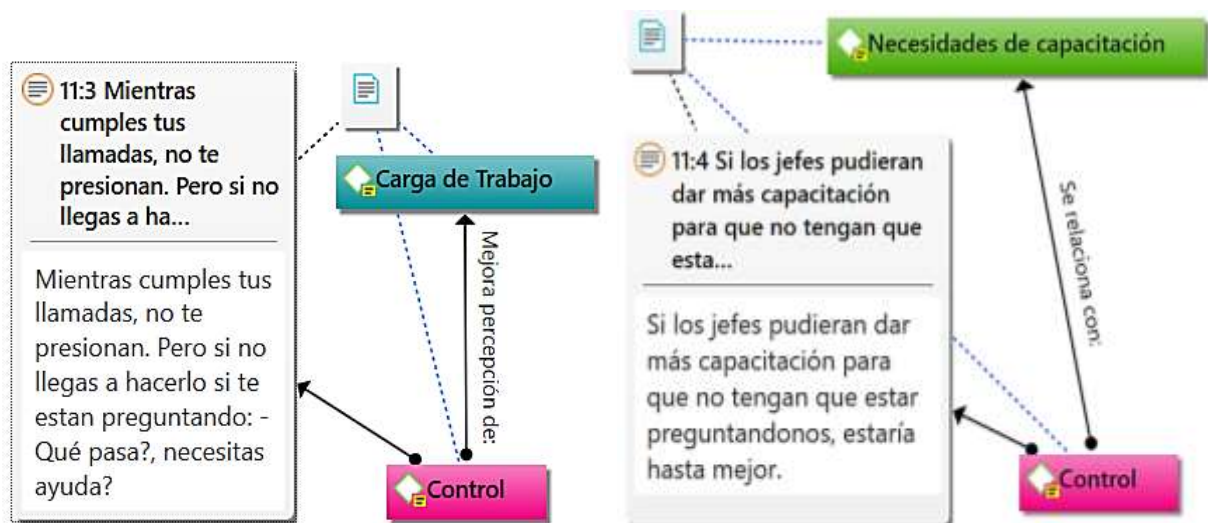 11:3 Mientras
cumples tus
llamadas, no te
presionan. Pero si no
llegas a ha...
Mientras cumples tus
llamadas, no te
presionan. Pero si no
llegas a hacerlo si te
estan preguntando: -
Qué pasa?, necesitas
ayuda?
Carga de Trabajo
Mejora percepción de:
Control
Necesidades de capacitación
11:4 Si los jefes pudieran
dar más capacitación
para que no tengan que
esta...
Si los jefes pudieran dar
más capacitación para
que no tengan que estar
preguntandonos, estaría
hasta mejor.
Se relaciona con:
Control